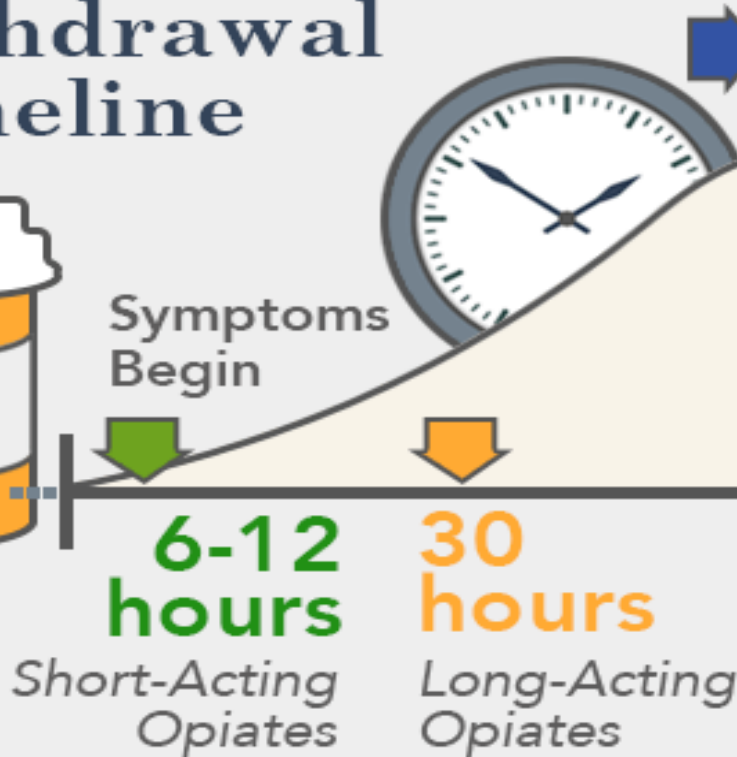 hdrawal
eline
Symptoms
Begin
6-12
hours
30
hours
Short-Acting
Opiates
Long-Acting
Opiates